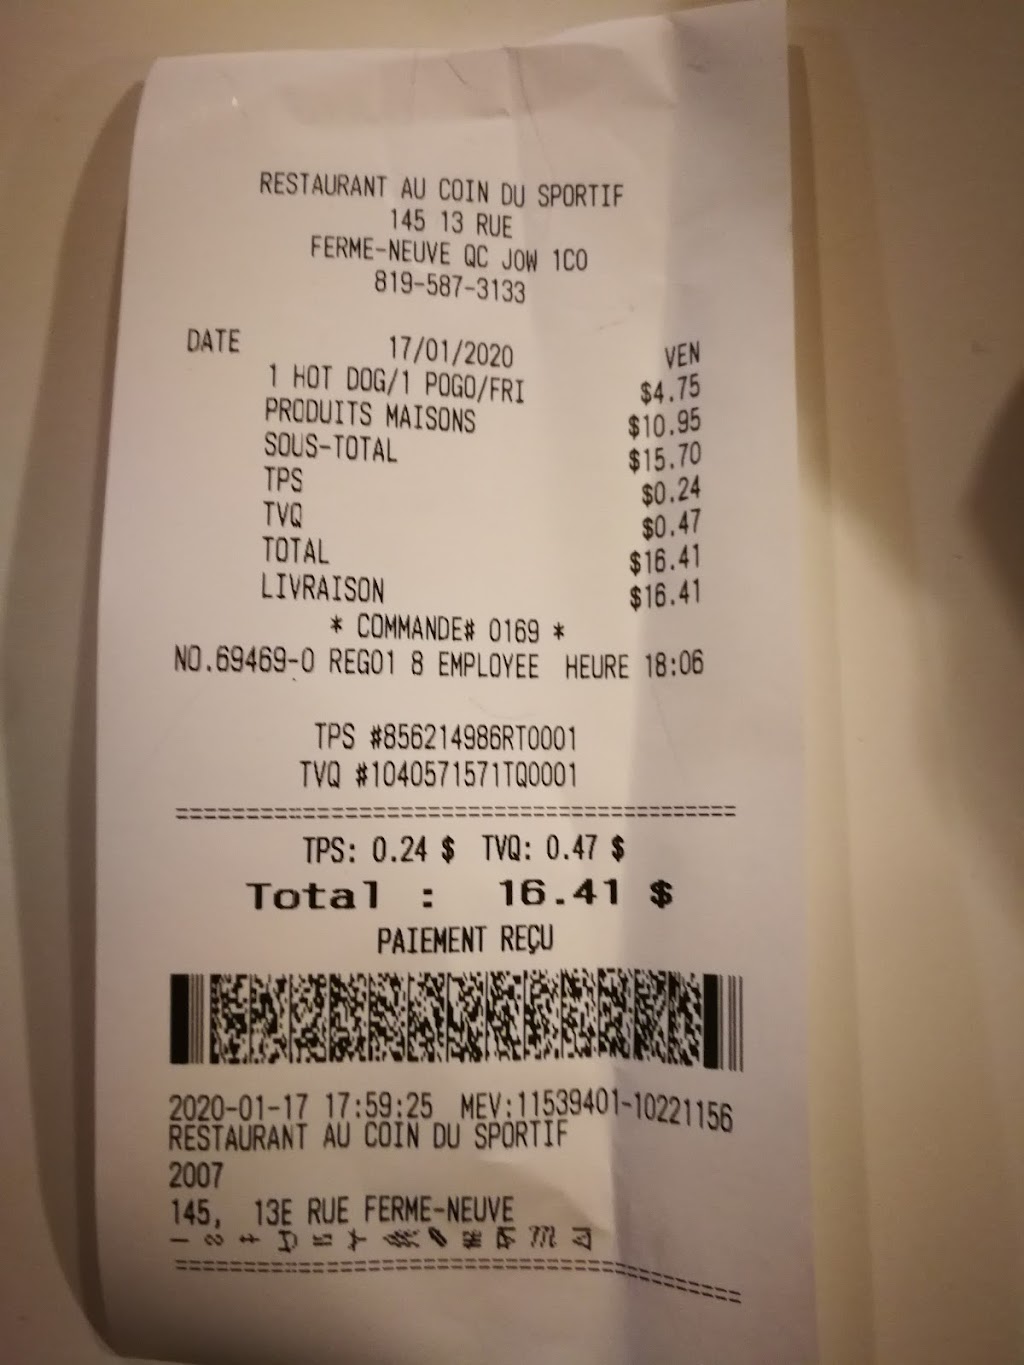 RESTAURANT AU COIN DU SPORTIF
145 13 RUE
FERME-NEUVE QC JOW 1CO
819-587-3133
DATE 17/01/2020 VEN
1 HOT DOG/1 POGO/FRI $4.75
PRODUITS MAISONS $10.95
SOUS-TOTAL $15.70
TPS $0.24
TVQ $0.47
TOTAL $16.41
LIVRAISON $16.41
* COMMANDE# 0169 *
NO.69469-0 REG01 8 EMPLOYEE HEURE 18:06
TPS #856214986RT0001
TVQ #1040571571TQ0001
==========================================
TPS: 0.24 $ TVQ: 0.47 $
Total : 16.41 $
PAIEMENT REÇU
2020-01-17 17:59:25 MEV:11539401-10221156
RESTAURANT AU COIN DU SPORTIF
2007
145, 13E RUE FERME-NEUVE
==========================================